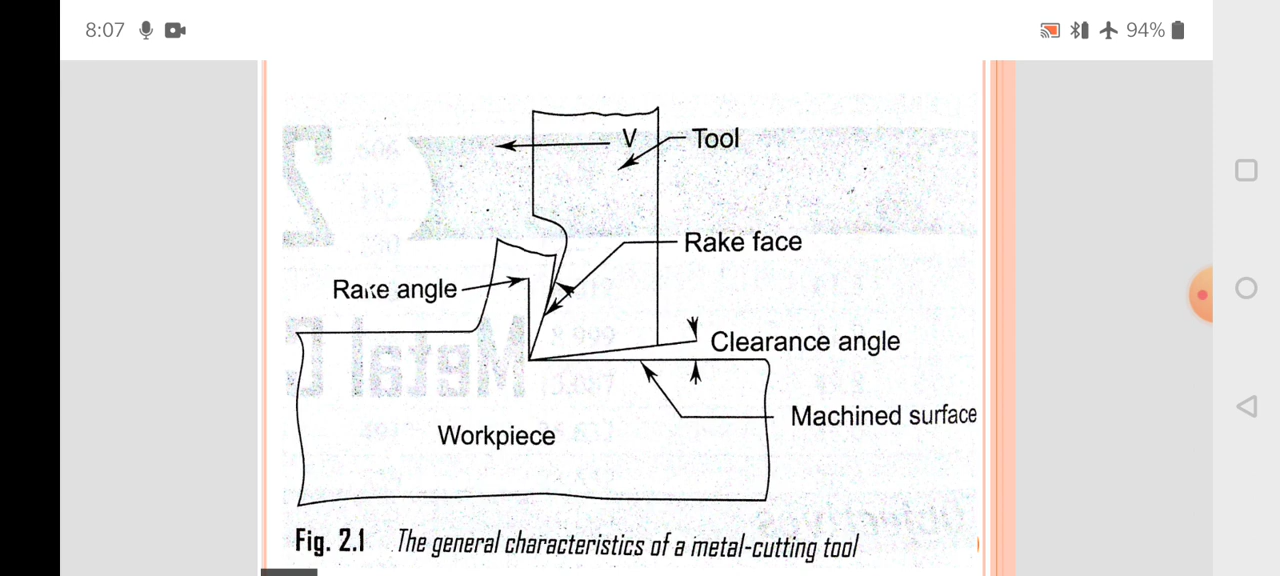 8:07
94%
V
Tool
Rake face
Rake angle
Clearance angle
Machined surface
Workpiece
Fig. 2.1 The general characteristics of a metal-cutting tool